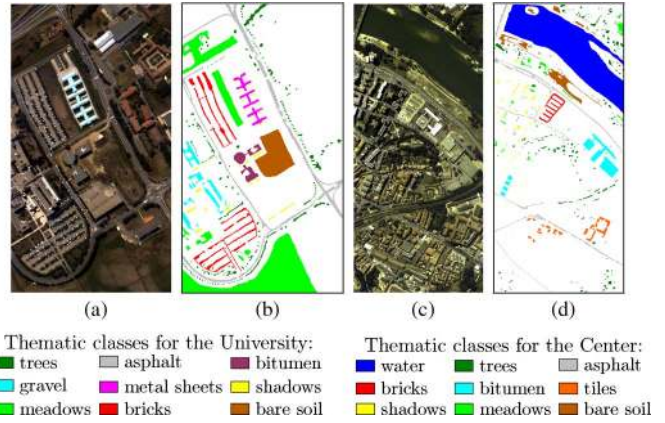 (a) (b) (c) (d)
Thematic classes for the University:
trees asphalt bitumen
gravel metal sheets shadows
meadows bricks bare soil
Thematic classes for the Center:
water trees asphalt
bricks bitumen tiles
shadows meadows bare soil